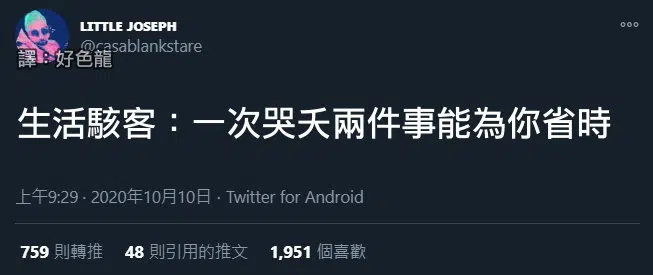 LITTLE JOSEPH
@casablankstare
譯：好色龍
生活駭客：一次哭夭兩件事能為你省時
上午9:29 · 2020年10月10日 · Twitter for Android
759 則轉推 48 則引用的推文 1,951 個喜歡